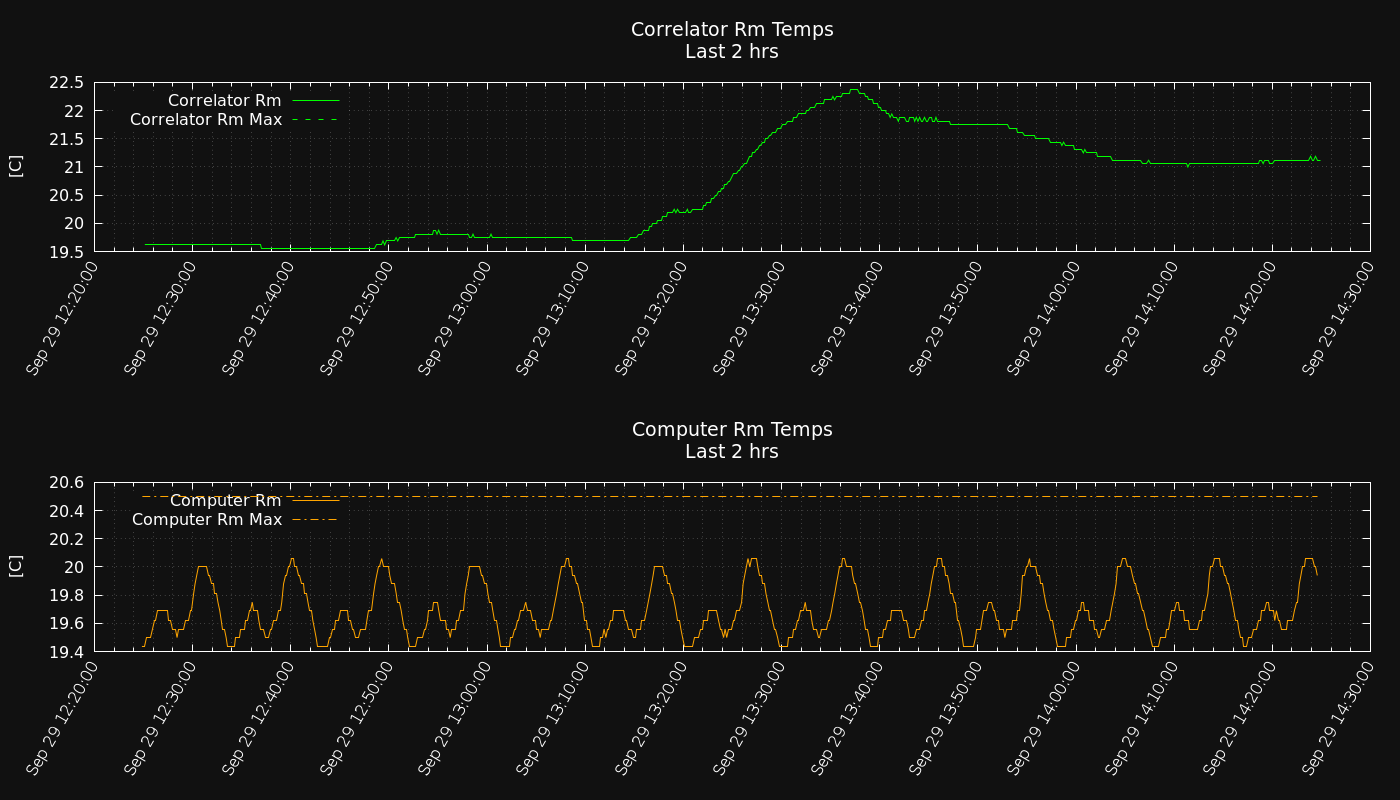 Correlator Rm Temps
Last 2 hrs
22.5
22
21.5
21
20.5
20
19.5
[C]
Correlator Rm
Correlator Rm Max
Sep 29 12:20:00
Sep 29 12:30:00
Sep 29 12:40:00
Sep 29 12:50:00
Sep 29 13:00:00
Sep 29 13:10:00
Sep 29 13:20:00
Sep 29 13:30:00
Sep 29 13:40:00
Sep 29 13:50:00
Sep 29 14:00:00
Sep 29 14:10:00
Sep 29 14:20:00
Sep 29 14:30:00
Computer Rm Temps
Last 2 hrs
20.6
20.4
20.2
20
19.8
19.6
19.4
[C]
Computer Rm
Computer Rm Max
Sep 29 12:20:00
Sep 29 12:30:00
Sep 29 12:40:00
Sep 29 12:50:00
Sep 29 13:00:00
Sep 29 13:10:00
Sep 29 13:20:00
Sep 29 13:30:00
Sep 29 13:40:00
Sep 29 13:50:00
Sep 29 14:00:00
Sep 29 14:10:00
Sep 29 14:20:00
Sep 29 14:30:00